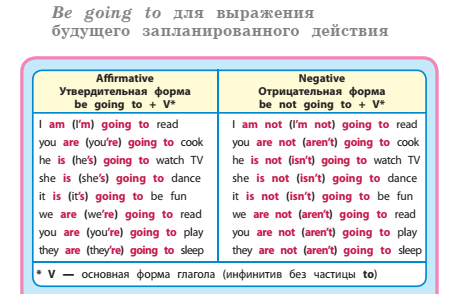 Be going to для выражения
будущего запланированного действия
Affirmative
Утвердительная форма
be going to + V*
Negative
Отрицательная форма
be not going to + V*
I am (I'm) going to read
you are (you're) going to cook
he is (he's) going to watch TV
she is (she's) going to dance
it is (it's) going to be fun
we are (we're) going to read
you are (you're) going to play
they are (they're) going to sleep
I am not (I'm not) going to read
you are not (aren't) going to cook
he is not (isn't) going to watch TV
she is not (isn't) going to dance
it is not (isn't) going to be fun
we are not (aren't) going to read
you are not (aren't) going to play
they are not (aren't) going to sleep
* V — основная форма глагола (инфинитив без частицы to)